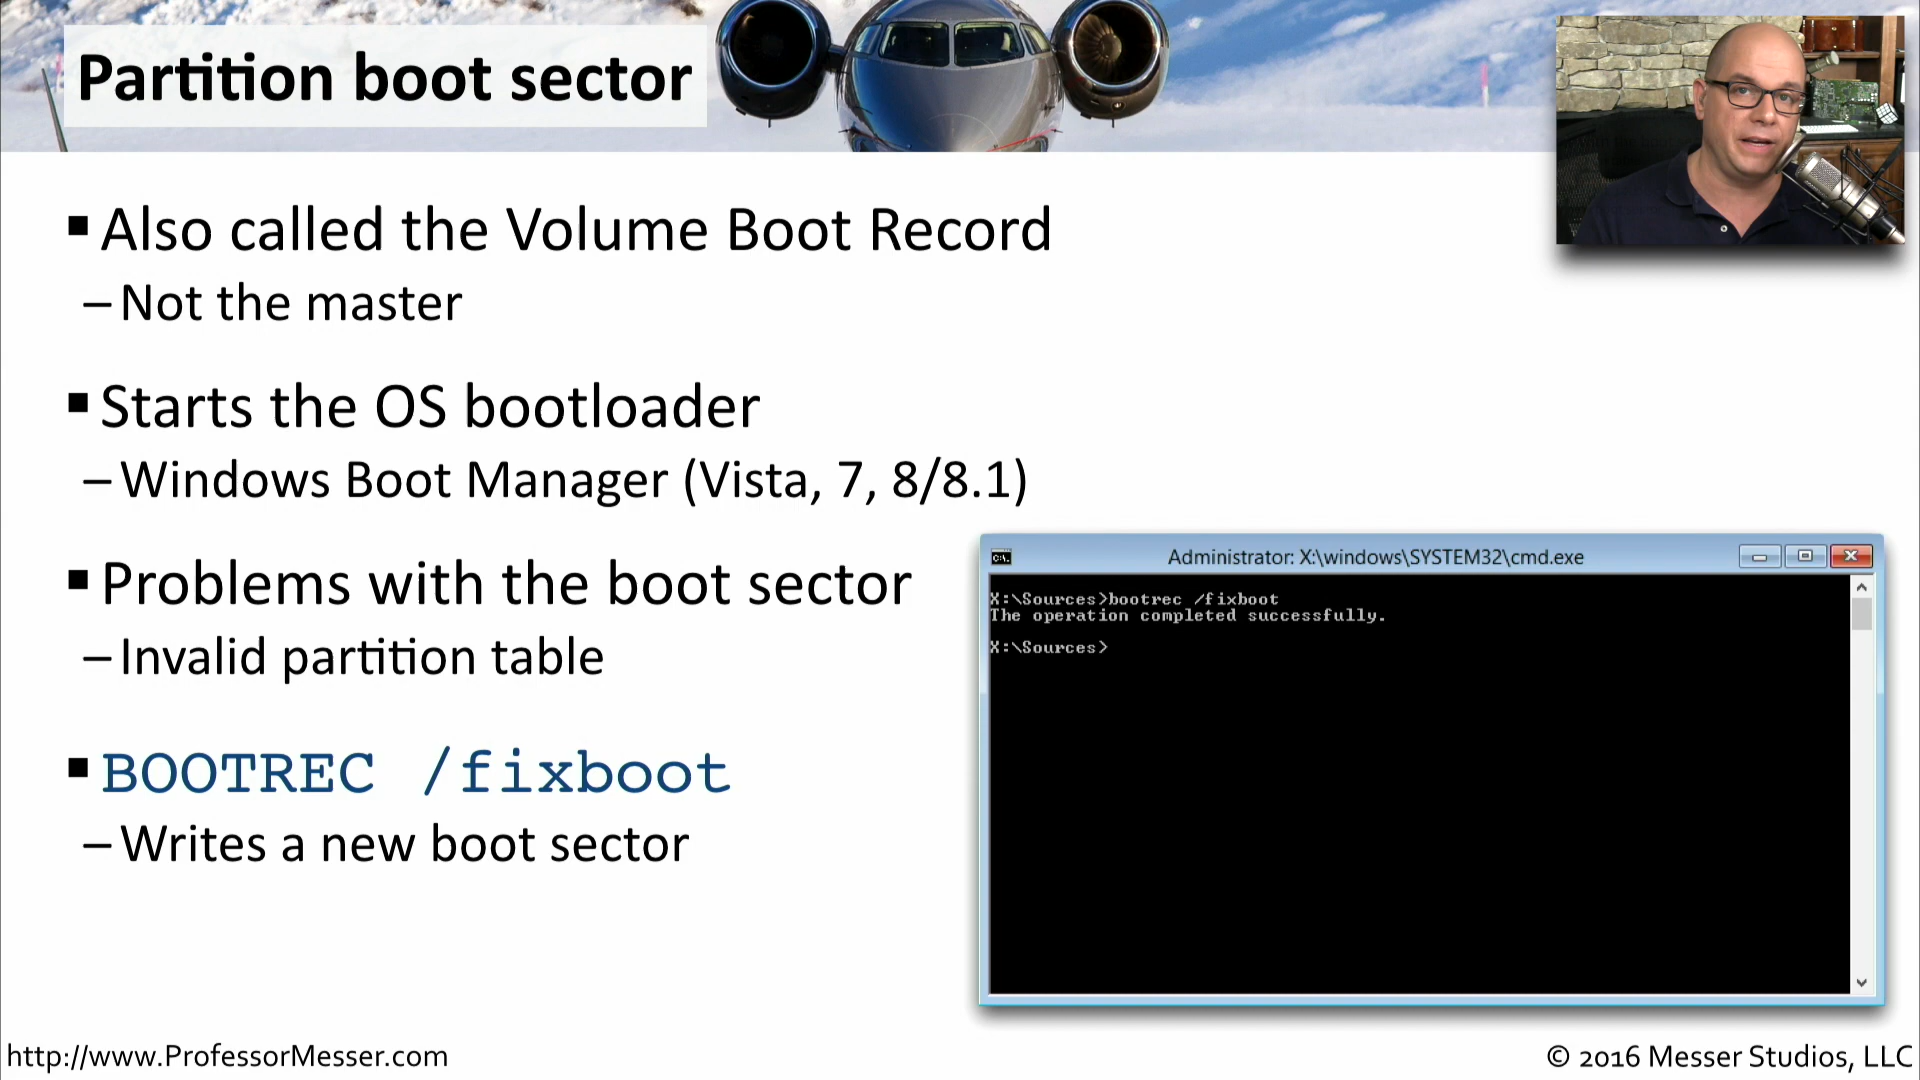 Partition boot sector
▪ Also called the Volume Boot Record
– Not the master
▪ Starts the OS bootloader
– Windows Boot Manager (Vista, 7, 8/8.1)
▪ Problems with the boot sector
– Invalid partition table
▪ BOOTREC /fixboot
– Writes a new boot sector
C:\.
Administrator: X:\windows\SYSTEM32\cmd.exe
X:\Sources>bootrec /fixboot
The operation completed successfully.
X:\Sources>
http://www.ProfessorMesser.com
© 2016 Messer Studios, LLC